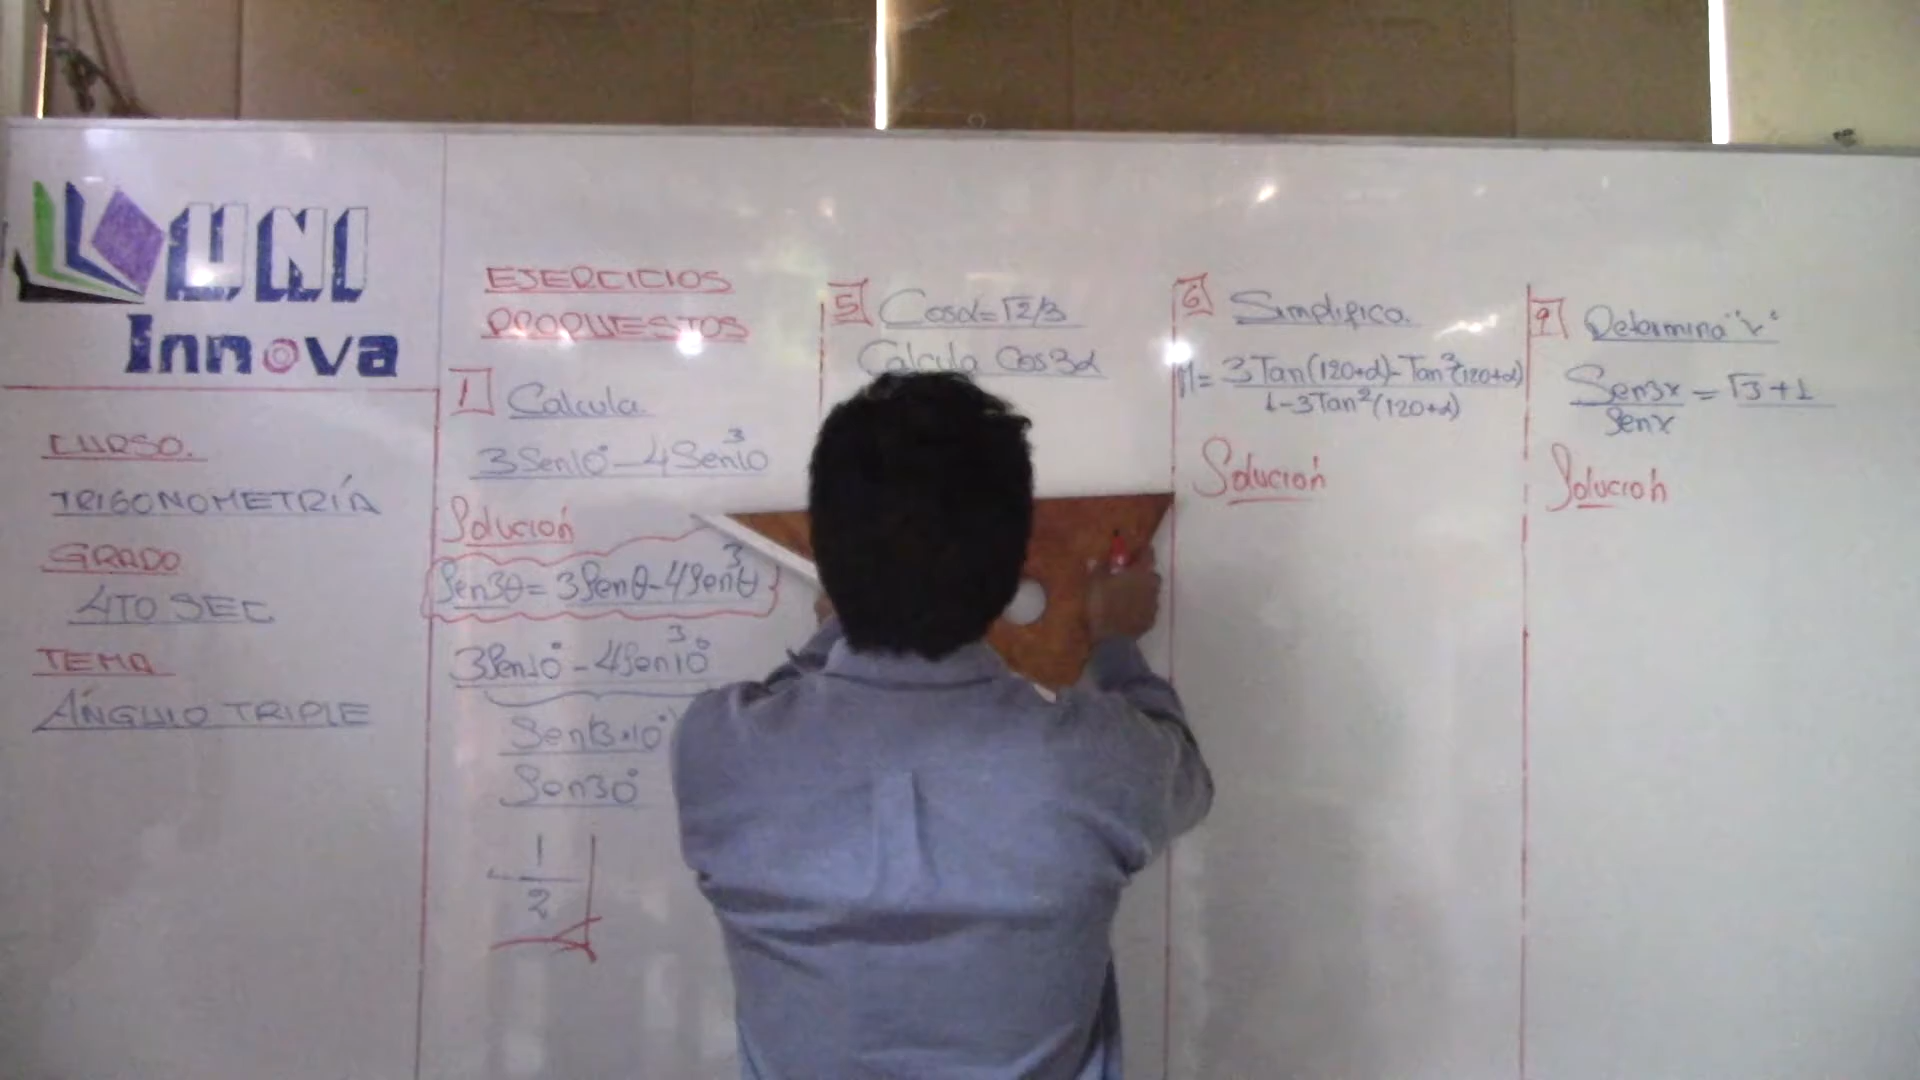 UNI
Innova
CURSO.
TRIGONOMETRÍA
GRADO
4TO SEC
TEMA
ÁNGULO TRIPLE
EJERCICIOS
PROPUESTOS
1 Calcula
3Sen10° - 4Sen³10
Solución
Sen3θ = 3Senθ - 4Sen³θ
3Sen10° - 4Sen³10°
Sen(3·10°)
Sen30°
1
2
5 Cosα = √2/3
Calcula Cos3α
6 Simplifica.
M = 3Tan(120+α) - Tan³(120+α)
1 - 3Tan²(120+α)
Solución
9 Determina "x"
Sen3x = √3 + 1
Senx
Solución